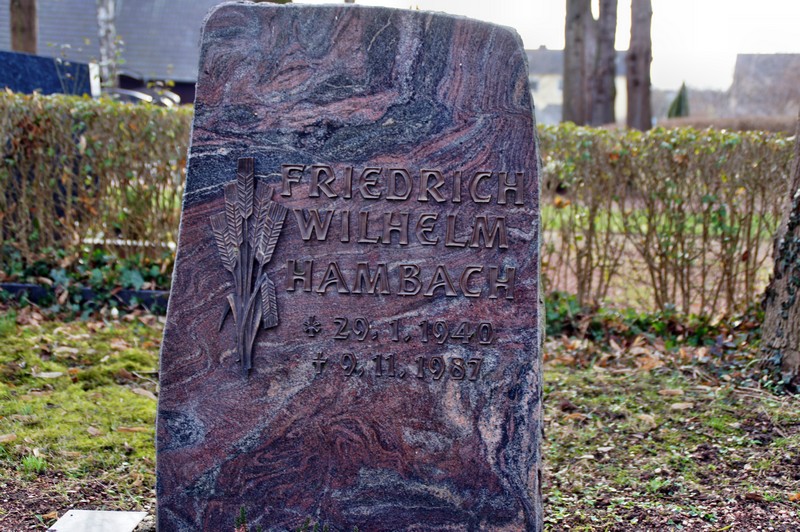 FRIEDRICH
WILHELM
HAMBACH
* 29. 1. 1940
† 9. 11. 1987